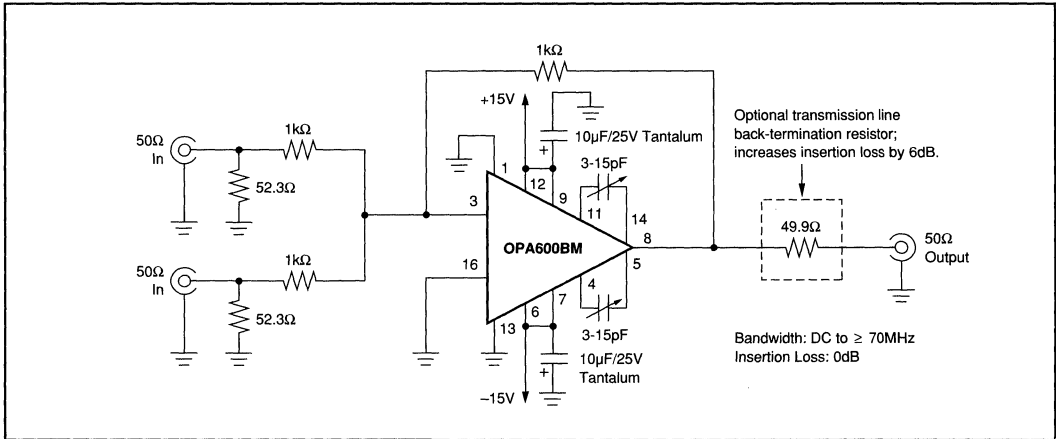 1kΩ
+15V
10µF/25V Tantalum
Optional transmission line
back-termination resistor;
increases insertion loss by 6dB.
50Ω
In
1kΩ
52.3Ω
3-15pF
1
12
9
11
14
3
OPA600BM
8
49.9Ω
50Ω
Output
50Ω
In
1kΩ
52.3Ω
16
5
4
7
6
13
3-15pF
10µF/25V
Tantalum
–15V
Bandwidth: DC to ≥ 70MHz
Insertion Loss: 0dB
+
+